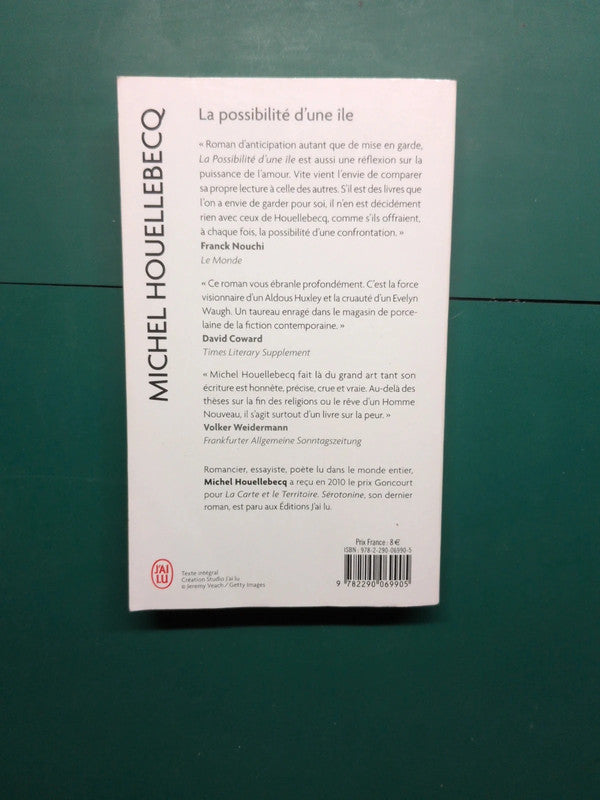 MICHEL HOUELLEBECQ
La possibilité d'une île
« Roman d'anticipation autant que de mise en garde,
La Possibilité d'une île est aussi une réflexion sur la
puissance de l'amour. Vite vient l'envie de comparer
sa propre lecture à celle des autres. S'il est des livres que
l'on a envie de garder pour soi, il n'en est décidément
rien avec ceux de Houellebecq, comme s'ils offraient,
à chaque fois, la possibilité d'une confrontation. »
Franck Nouchi
Le Monde
« Ce roman vous ébranle profondément. C'est la force
visionnaire d'un Aldous Huxley et la cruauté d'un Evelyn
Waugh. Un taureau enragé dans le magasin de porce-
laine de la fiction contemporaine. »
David Coward
Times Literary Supplement
« Michel Houellebecq fait là du grand art tant son
écriture est honnête, précise, crue et vraie. Au-delà des
thèses sur la fin des religions ou le rêve d'un Homme
Nouveau, il s'agit surtout d'un livre sur la peur. »
Volker Weidermann
Frankfurter Allgemeine Sonntagszeitung
Romancier, essayiste, poète lu dans le monde entier,
Michel Houellebecq a reçu en 2010 le prix Goncourt
pour La Carte et le Territoire. Sérotonine, son dernier
roman, est paru aux Éditions J'ai lu.
Prix France : 8 €
ISBN : 978-2-290-06990-5
J'AI
LU
Texte intégral
Création Studio J'ai lu
© Jeremy Veach / Getty Images
9 782290 069905